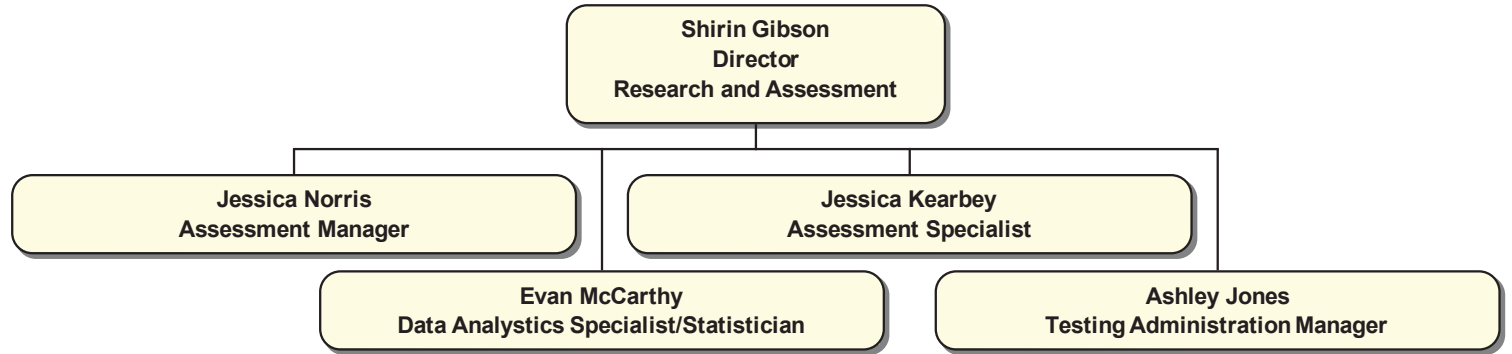 Shirin Gibson
Director
Research and Assessment
Jessica Norris
Assessment Manager
Jessica Kearbey
Assessment Specialist
Evan McCarthy
Data Analystics Specialist/Statistician
Ashley Jones
Testing Administration Manager